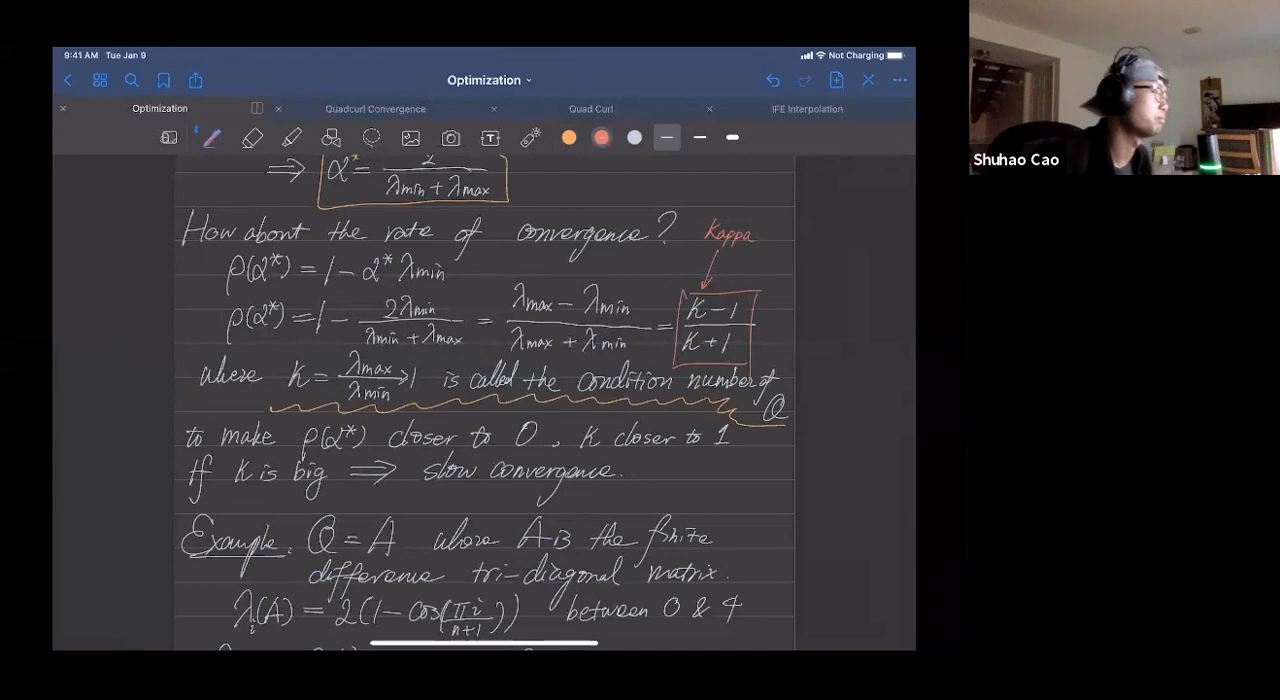 9:41 AM Tue Jan 9
Not Charging
Optimization
Optimization
Quadcurl Convergence
Quad Curl
IFE Interpolation
Shuhao Cao
⟹ α* = 2 / (λmin + λmax)
How about the rate of convergence?
Kappa
ρ(α*) = 1 − α* λmin
ρ(α*) = 1 − 2λmin / (λmin + λmax) = (λmax − λmin) / (λmax + λmin) = (K−1) / (K+1)
where K = λmax / λmin > 1 is called the condition number of Q
to make ρ(α*) closer to 0, K closer to 1
If K is big ⟹ slow convergence.
Example. Q = A where A is the finite
difference tri-diagonal matrix.
λi(A) = 2(1 − cos(πi / (n+1))) between 0 & 4